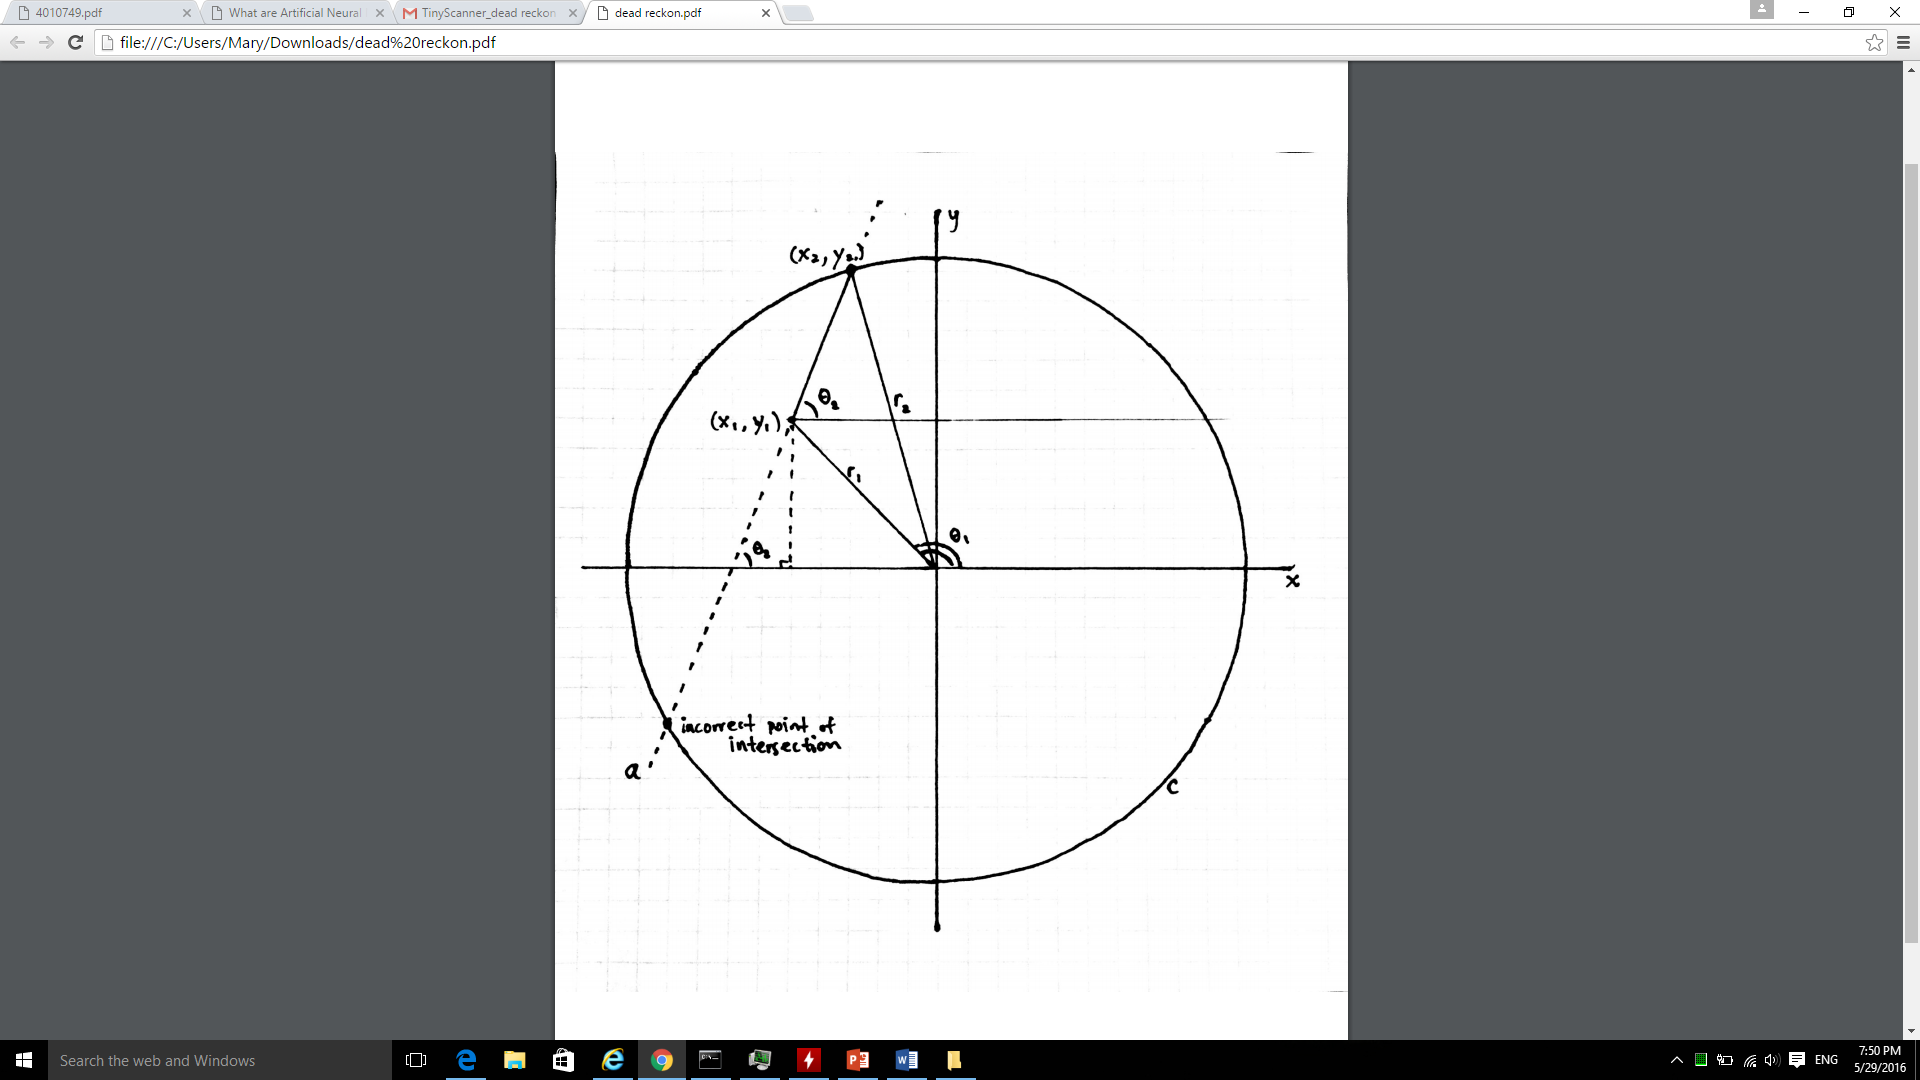 4010749.pdf
What are Artificial Neural
TinyScanner_dead reckon
dead reckon.pdf
file:///C:/Users/Mary/Downloads/dead%20reckon.pdf
y
(x₂, y₂)
θ₂
r₂
(x₁, y₁)
r₁
θ₁
θ₂
x
incorrect point of
intersection
a
C
Search the web and Windows
ENG
7:50 PM
5/29/2016